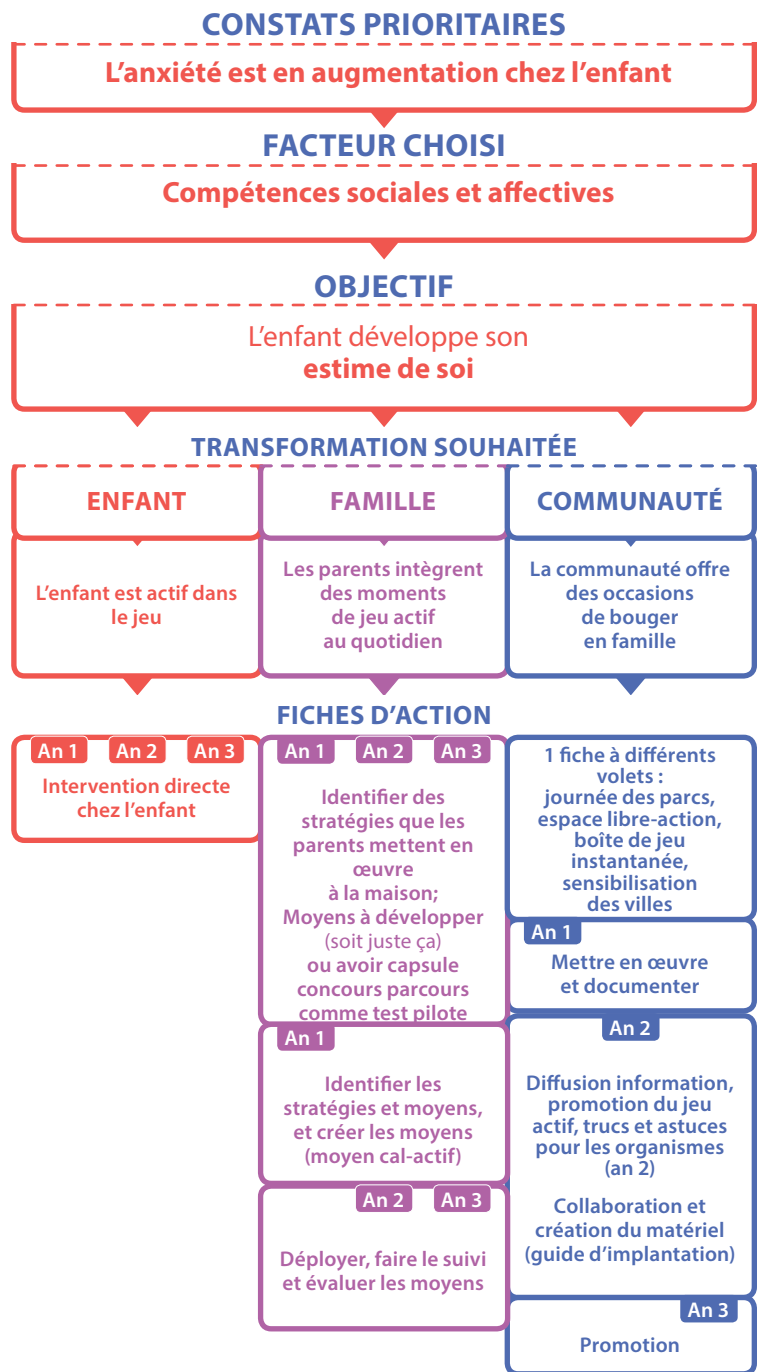 CONSTATS PRIORITAIRES
L’anxiété est en augmentation chez l’enfant
FACTEUR CHOISI
Compétences sociales et affectives
OBJECTIF
L’enfant développe son
estime de soi
TRANSFORMATION SOUHAITÉE
ENFANT
L’enfant est actif dans
le jeu
FAMILLE
Les parents intègrent
des moments
de jeu actif
au quotidien
COMMUNAUTÉ
La communauté offre
des occasions
de bouger
en famille
FICHES D’ACTION
An 1 An 2 An 3
Intervention directe
chez l’enfant
An 1 An 2 An 3
Identifier des
stratégies que les
parents mettent en
œuvre
à la maison;
Moyens à développer
(soit juste ça)
ou avoir capsule
concours parcours
comme test pilote
An 1
Identifier les
stratégies et moyens,
et créer les moyens
(moyen cal-actif)
An 2 An 3
Déployer, faire le suivi
et évaluer les moyens
1 fiche à différents
volets :
journée des parcs,
espace libre-action,
boîte de jeu
instantanée,
sensibilisation
des villes
An 1
Mettre en œuvre
et documenter
An 2
Diffusion information,
promotion du jeu
actif, trucs et astuces
pour les organismes
(an 2)
Collaboration et
création du matériel
(guide d’implantation)
An 3
Promotion